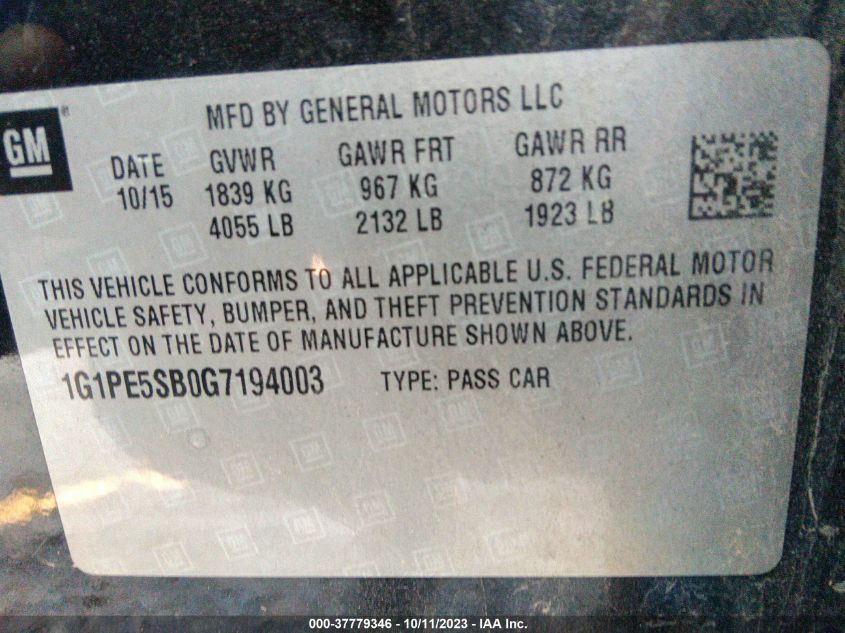 MFD BY GENERAL MOTORS LLC
GM®
DATE GVWR GAWR FRT GAWR RR
10/15 1839 KG 967 KG 872 KG
4055 LB 2132 LB 1923 LB
THIS VEHICLE CONFORMS TO ALL APPLICABLE U.S. FEDERAL MOTOR
VEHICLE SAFETY, BUMPER, AND THEFT PREVENTION STANDARDS IN
EFFECT ON THE DATE OF MANUFACTURE SHOWN ABOVE.
1G1PE5SB0G7194003 TYPE: PASS CAR
000-37779346 - 10/11/2023 - IAA Inc.